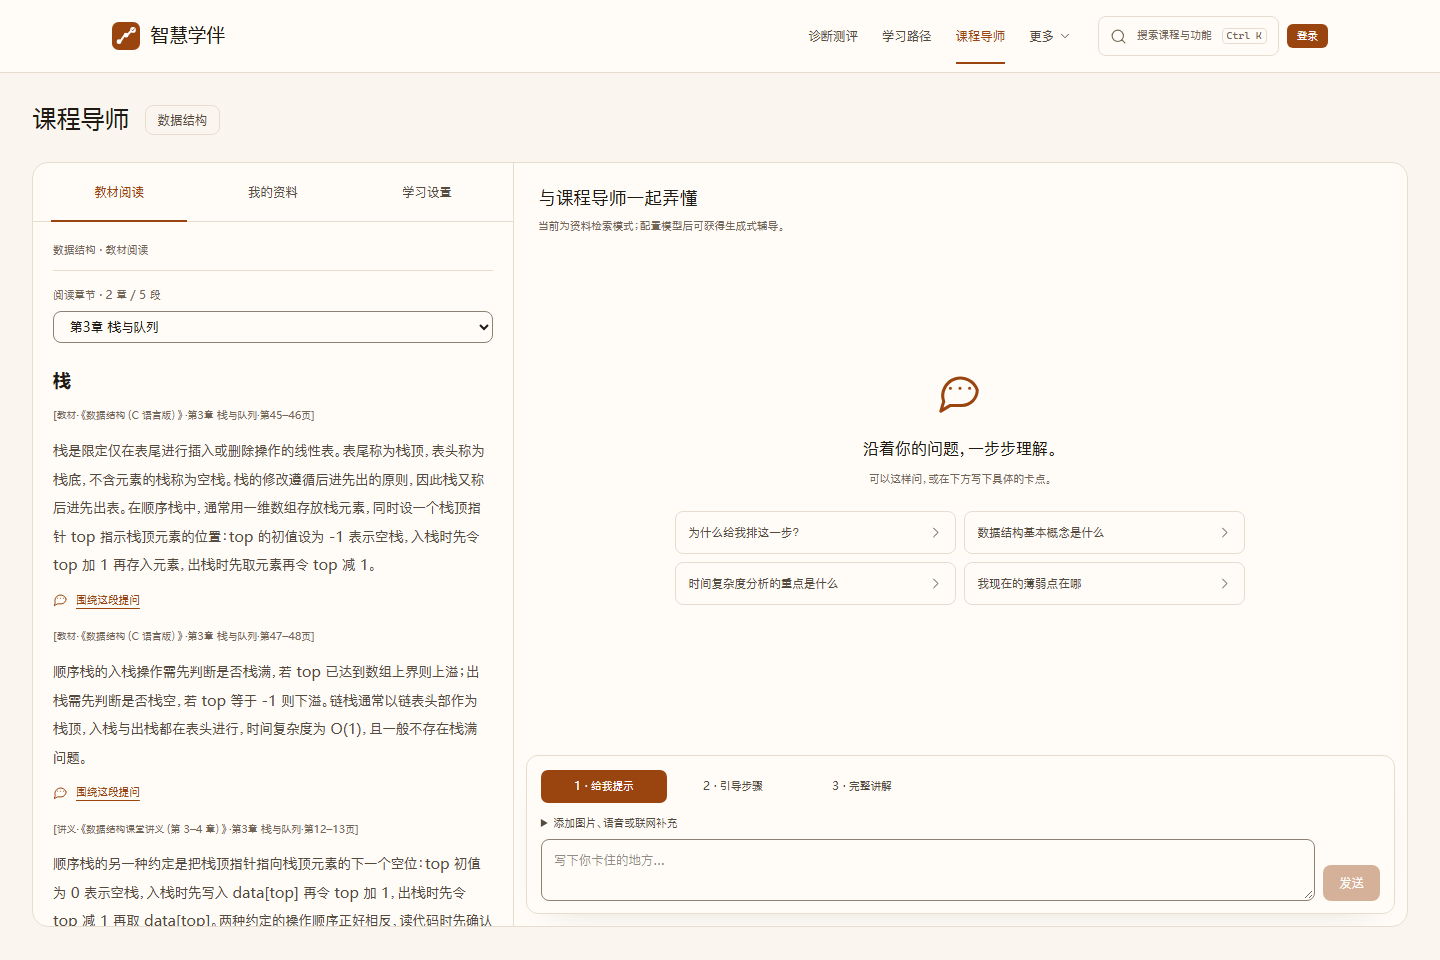 智慧学伴
诊断测评
学习路径
课程导师
更多
搜索课程与功能
Ctrl K
登录
课程导师
数据结构
教材阅读
我的资料
学习设置
数据结构 · 教材阅读
阅读章节 · 2 章 / 5 段
第3章 栈与队列
栈
[教材·《数据结构（C 语言版）》·第3章 栈与队列·第45–46页]
栈是限定仅在表尾进行插入或删除操作的线性表。表尾称为栈顶，表头称为
栈底，不含元素的栈称为空栈。栈的修改遵循后进先出的原则，因此栈又称
后进先出表。在顺序栈中，通常用一维数组存放栈元素，同时设一个栈顶指
针 top 指示栈顶元素的位置：top 的初值设为 -1 表示空栈，入栈时先令
top 加 1 再存入元素，出栈时先取元素再令 top 减 1。
围绕这段提问
[教材·《数据结构（C 语言版）》·第3章 栈与队列·第47–48页]
顺序栈的入栈操作需先判断是否栈满，若 top 已达到数组上界则上溢；出
栈需先判断是否栈空，若 top 等于 -1 则下溢。链栈通常以链表头部作为
栈顶，入栈与出栈都在表头进行，时间复杂度为 O(1)，且一般不存在栈满
问题。
围绕这段提问
[讲义·《数据结构课堂讲义（第 3–4 章）》·第3章 栈与队列·第12–13页]
顺序栈的另一种约定是把栈顶指针指向栈顶元素的下一个空位：top 初值
为 0 表示空栈，入栈时先写入 data[top] 再令 top 加 1，出栈时先令
top 减 1 再取 data[top]。两种约定的操作顺序正好相反，读代码时先确认
与课程导师一起弄懂
当前为资料检索模式；配置模型后可获得生成式辅导。
沿着你的问题，一步步理解。
可以这样问，或在下方写下具体的卡点。
为什么给我排这一步？
数据结构基本概念是什么
时间复杂度分析的重点是什么
我现在的薄弱点在哪
1 · 给我提示
2 · 引导步骤
3 · 完整讲解
添加图片、语音或联网补充
写下你卡住的地方...
发送